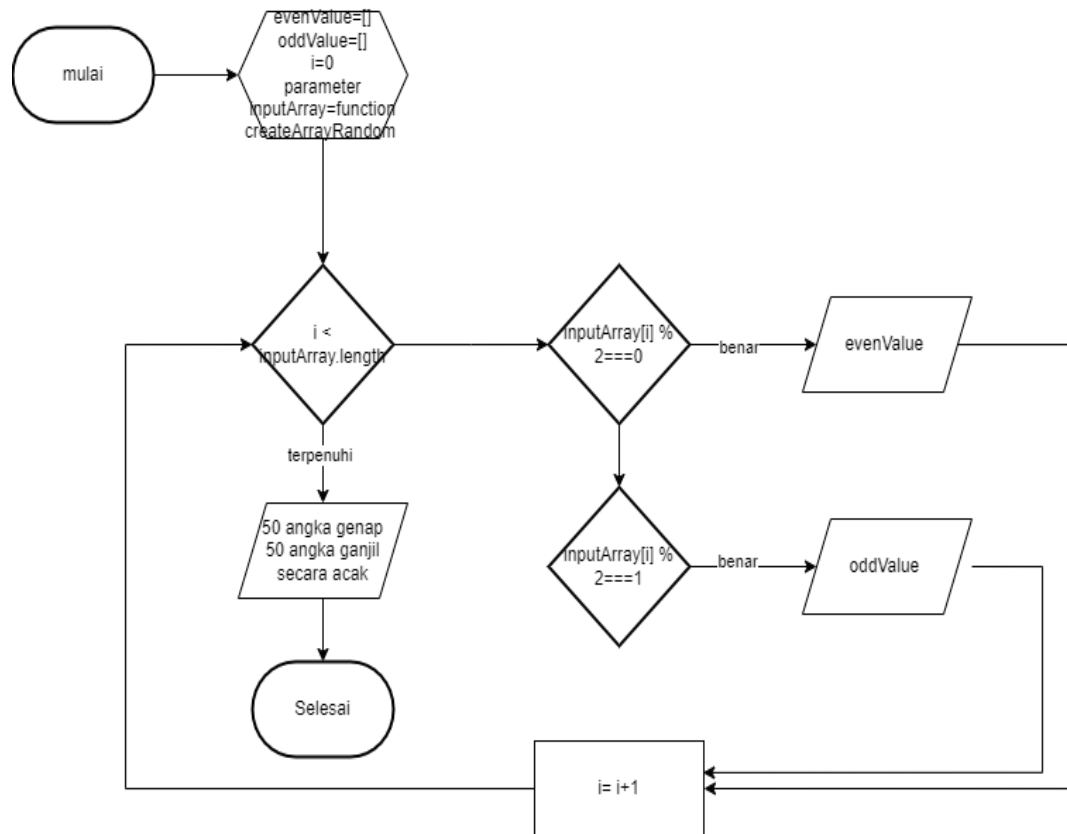 mulai
evenValue=[]
oddValue=[]
i=0
parameter
inputArray=function
createArrayRandom
i <
inputArray.length
inputArray[i] %
2===0
benar
evenValue
terpenuhi
50 angka genap
50 angka ganjil
secara acak
inputArray[i] %
2===1
benar
oddValue
Selesai
i= i+1